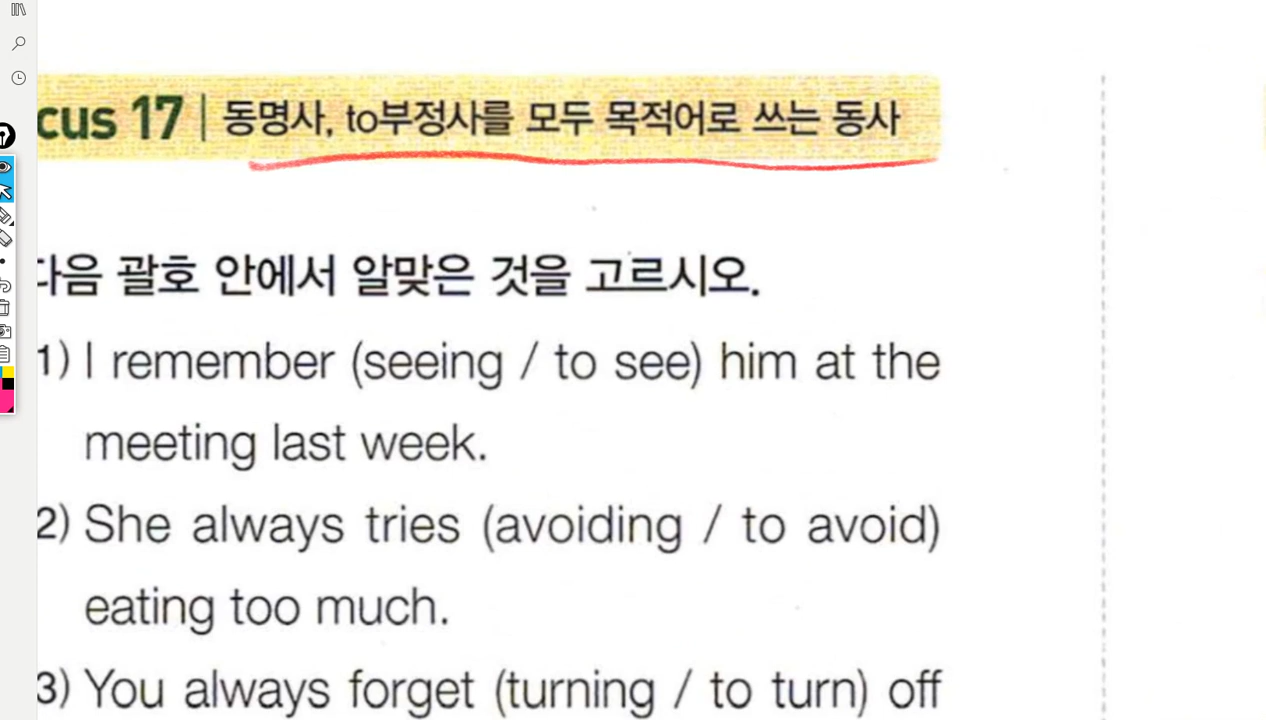 cus 17 | 동명사, to부정사를 모두 목적어로 쓰는 동사
다음 괄호 안에서 알맞은 것을 고르시오.
1) I remember (seeing / to see) him at the
meeting last week.
2) She always tries (avoiding / to avoid)
eating too much.
3) You always forget (turning / to turn) off